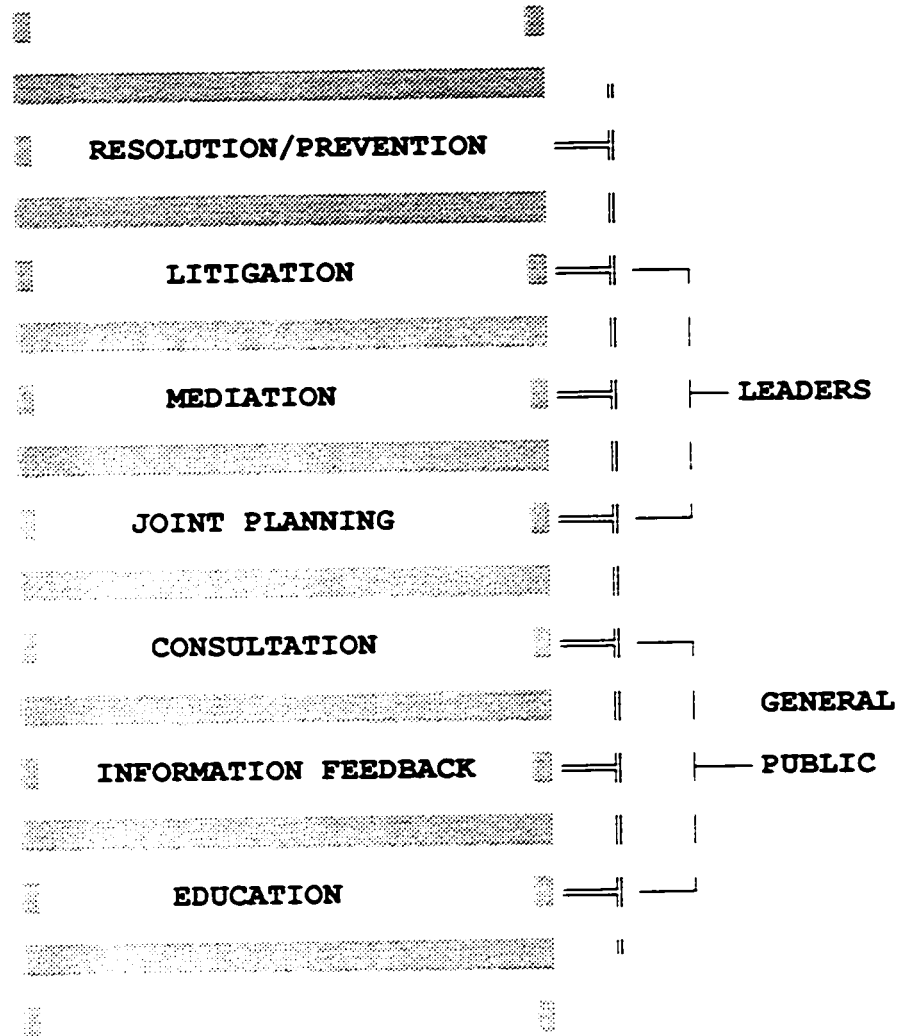 RESOLUTION/PREVENTION
LITIGATION
MEDIATION
LEADERS
JOINT PLANNING
CONSULTATION
GENERAL
INFORMATION FEEDBACK
PUBLIC
EDUCATION